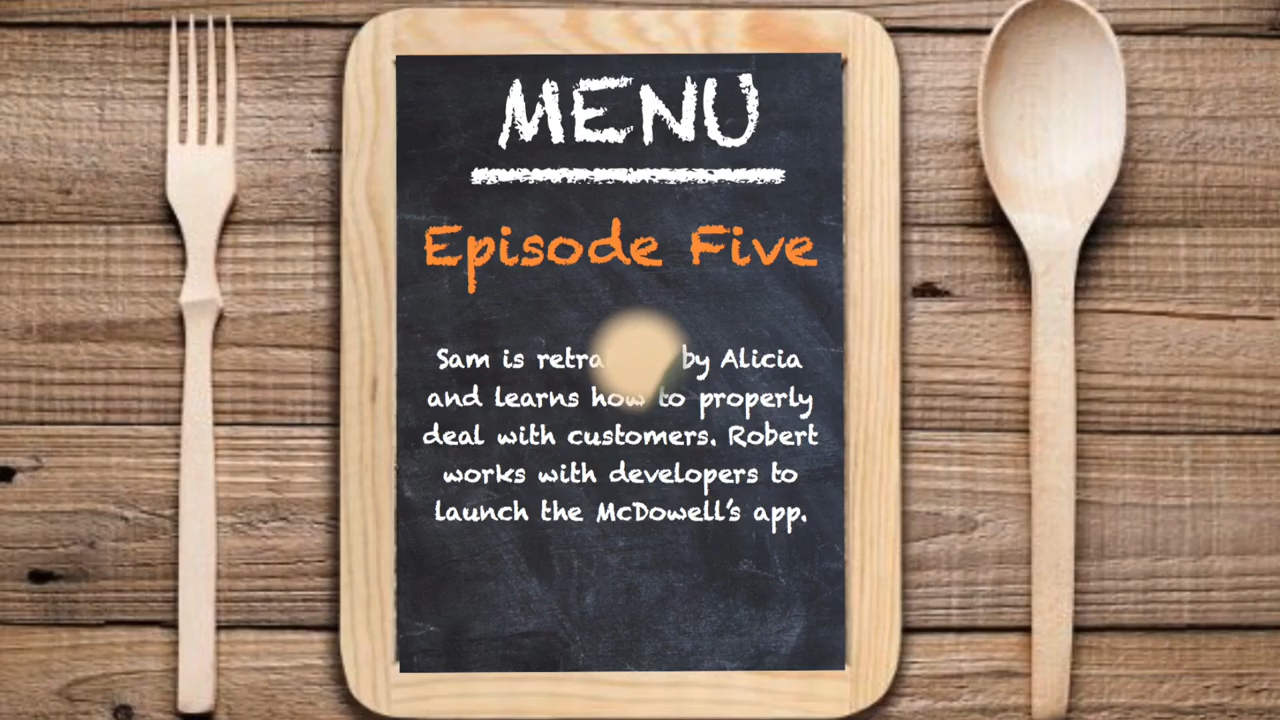 MENU
Episode Five
Sam is by Alicia
and learns how to properly
deal with customers. Robert
works with developers to
launch the McDowell's app.